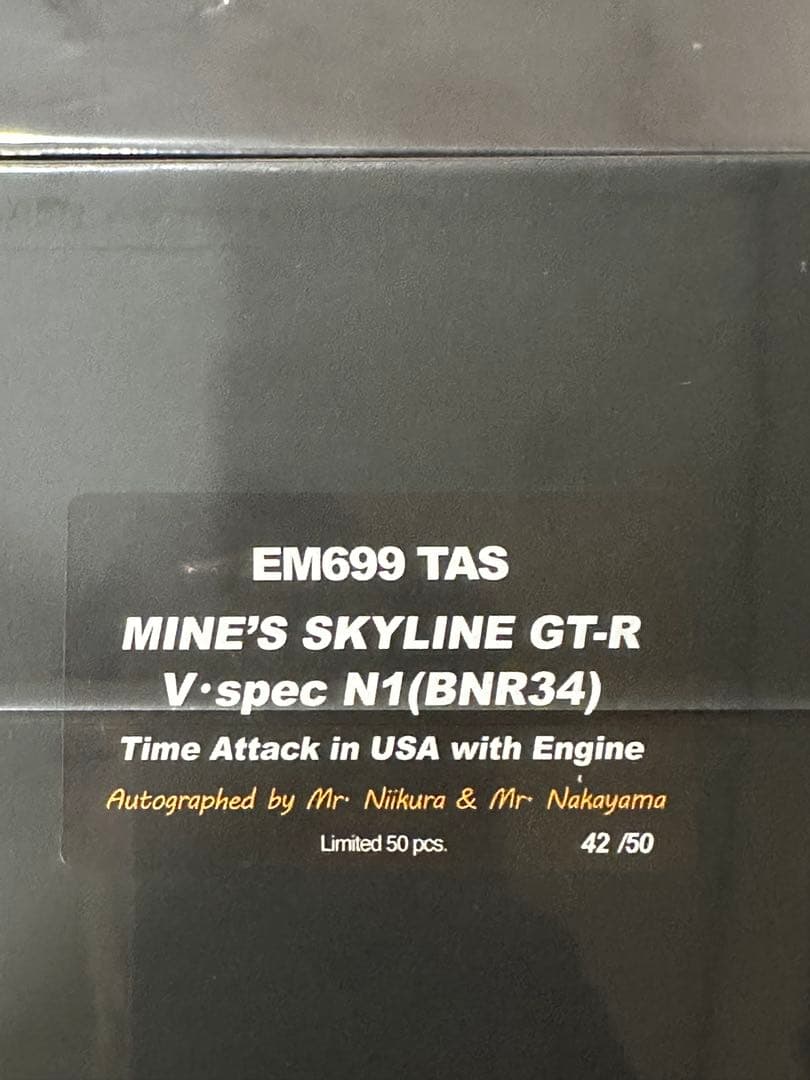 EM699 TAS
MINE'S SKYLINE GT-R
V・spec N1(BNR34)
Time Attack in USA with Engine
Autographed by Mr. Niikura & Mr. Nakayama
Limited 50 pcs. 42 /50